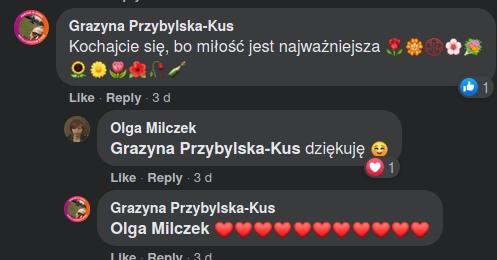 Grazyna Przybylska-Kus
Kochajcie się, bo miłość jest najważniejsza 🌹🌼🏵🌸💐
🌻🌼🌷🌺🥀🍾
Like · Reply · 3 d
1
Olga Milczek
Grazyna Przybylska-Kus dziękuję ☺️
1
Like · Reply · 3 d
Grazyna Przybylska-Kus
Olga Milczek ❤️❤️❤️❤️❤️❤️❤️❤️❤️❤️❤️
Like · Reply · 3 d